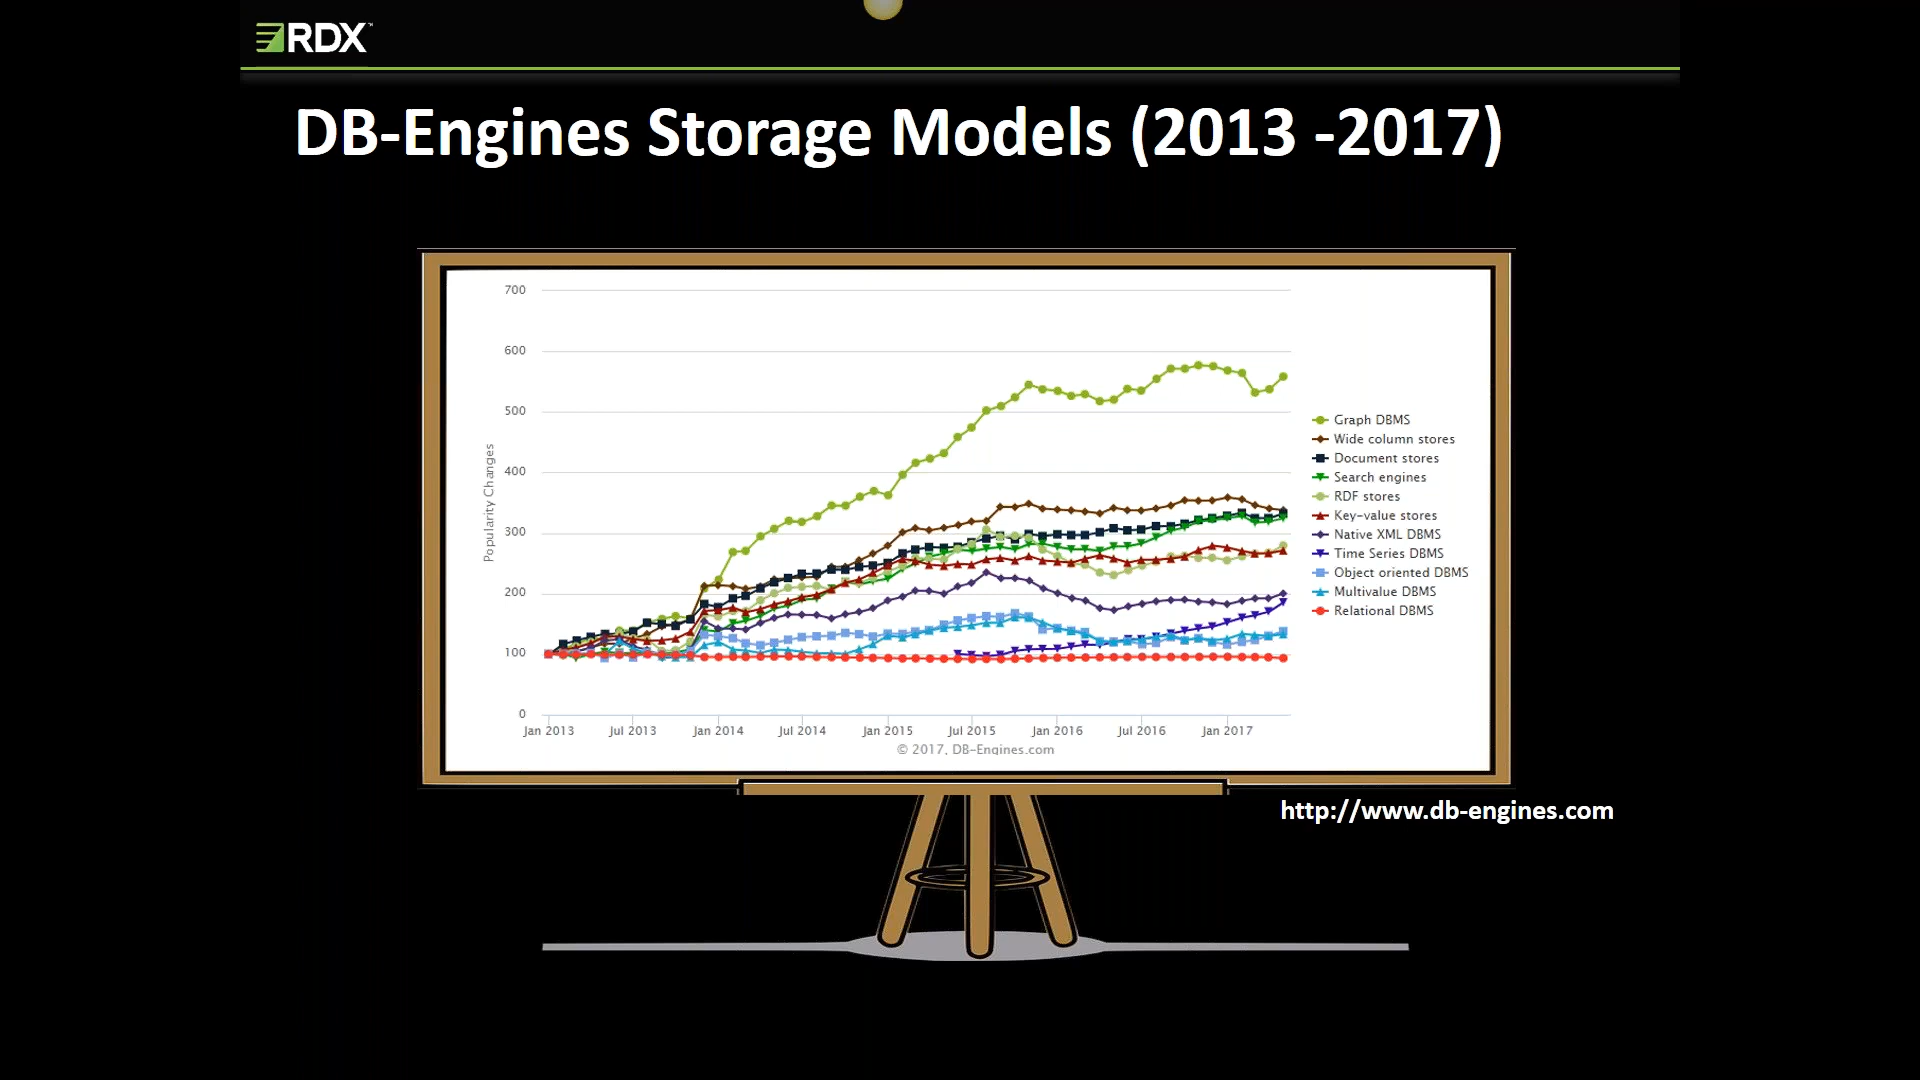 RDX™
DB-Engines Storage Models (2013 -2017)
700
600
500
400
300
200
100
0
Popularity Changes
Jan 2013 Jul 2013 Jan 2014 Jul 2014 Jan 2015 Jul 2015 Jan 2016 Jul 2016 Jan 2017
© 2017, DB-Engines.com
Graph DBMS
Wide column stores
Document stores
Search engines
RDF stores
Key-value stores
Native XML DBMS
Time Series DBMS
Object oriented DBMS
Multivalue DBMS
Relational DBMS
http://www.db-engines.com